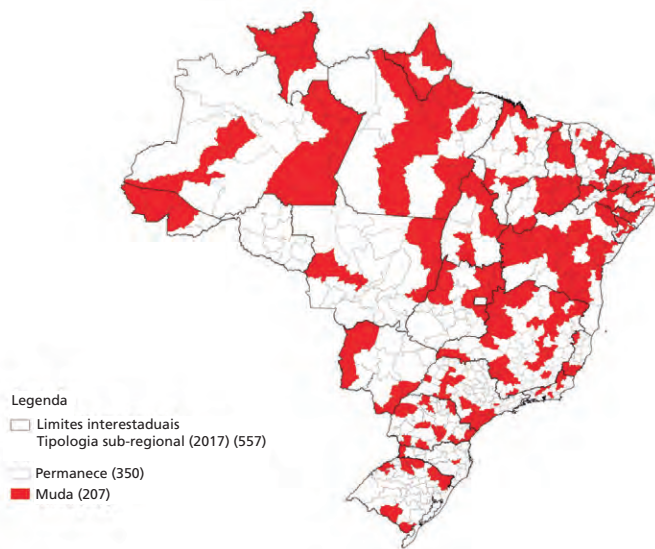 Legenda
Limites interestaduais
Tipologia sub-regional (2017) (557)
Permanece (350)
Muda (207)